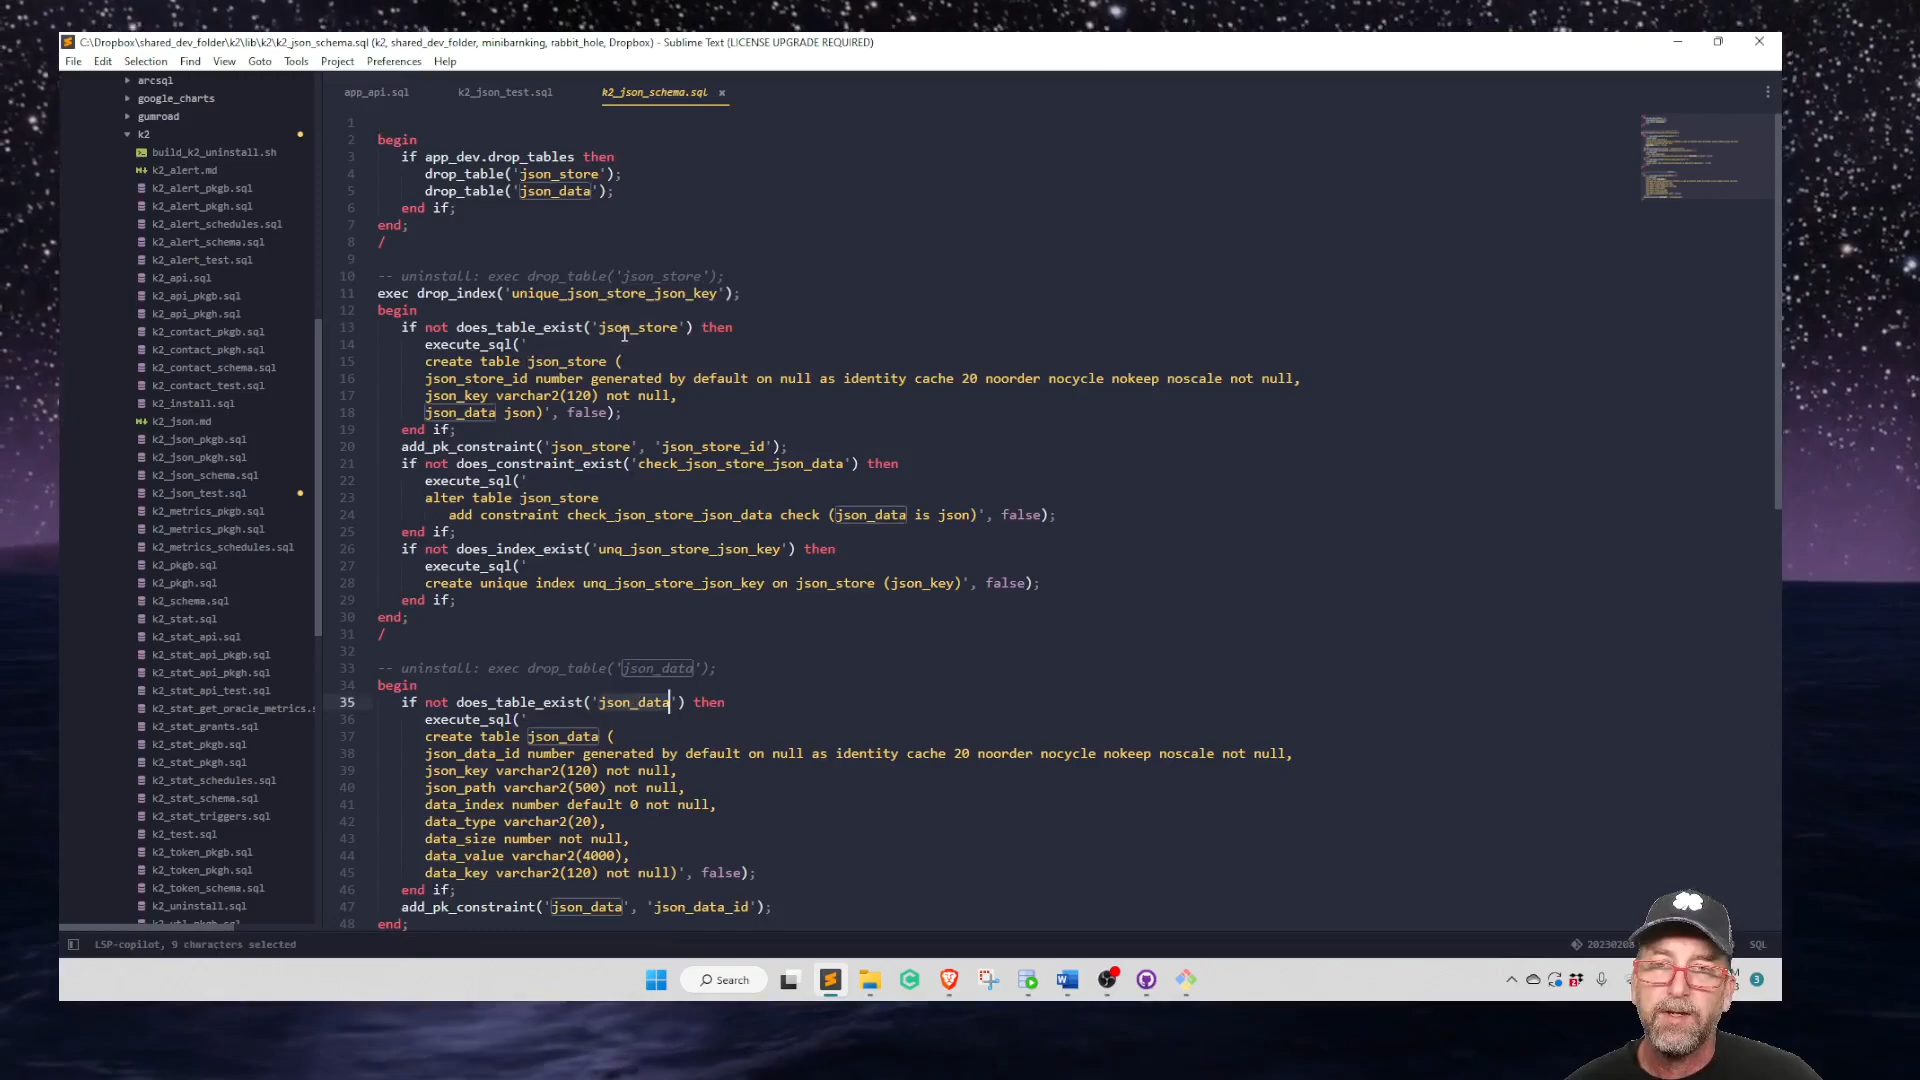 C:\Dropbox\shared_dev_folder\k2\lib\k2\k2_json_schema.sql (k2, shared_dev_folder, minibarnking, rabbit_hole, Dropbox) - Sublime Text (LICENSE UPGRADE REQUIRED)
File Edit Selection Find View Goto Tools Project Preferences Help
arcsql
google_charts
gumroad
k2
build_k2_uninstall.sh
k2_alert.md
k2_alert_pkgb.sql
k2_alert_pkgh.sql
k2_alert_schedules.sql
k2_alert_schema.sql
k2_alert_test.sql
k2_api.sql
k2_api_pkgb.sql
k2_api_pkgh.sql
k2_contact_pkgb.sql
k2_contact_pkgh.sql
k2_contact_schema.sql
k2_contact_test.sql
k2_install.sql
k2_json.md
k2_json_pkgb.sql
k2_json_pkgh.sql
k2_json_schema.sql
k2_json_test.sql
k2_metrics_pkgb.sql
k2_metrics_pkgh.sql
k2_metrics_schedules.sql
k2_pkgb.sql
k2_pkgh.sql
k2_schema.sql
k2_stat.sql
k2_stat_api.sql
k2_stat_api_pkgb.sql
k2_stat_api_pkgh.sql
k2_stat_api_test.sql
k2_stat_get_oracle_metrics.s
k2_stat_grants.sql
k2_stat_pkgb.sql
k2_stat_pkgh.sql
k2_stat_schedules.sql
k2_stat_schema.sql
k2_stat_triggers.sql
k2_test.sql
k2_token_pkgb.sql
k2_token_pkgh.sql
k2_token_schema.sql
k2_uninstall.sql
app_api.sql k2_json_test.sql k2_json_schema.sql ×
1
2 begin
3 if app_dev.drop_tables then
4 drop_table('json_store');
5 drop_table('json_data');
6 end if;
7 end;
8 /
9
10 -- uninstall: exec drop_table('json_store');
11 exec drop_index('unique_json_store_json_key');
12 begin
13 if not does_table_exist('json_store') then
14 execute_sql('
15 create table json_store (
16 json_store_id number generated by default on null as identity cache 20 noorder nocycle nokeep noscale not null,
17 json_key varchar2(120) not null,
18 json_data json)', false);
19 end if;
20 add_pk_constraint('json_store', 'json_store_id');
21 if not does_constraint_exist('check_json_store_json_data') then
22 execute_sql('
23 alter table json_store
24 add constraint check_json_store_json_data check (json_data is json)', false);
25 end if;
26 if not does_index_exist('unq_json_store_json_key') then
27 execute_sql('
28 create unique index unq_json_store_json_key on json_store (json_key)', false);
29 end if;
30 end;
31 /
32
33 -- uninstall: exec drop_table('json_data');
34 begin
35 if not does_table_exist('json_data') then
36 execute_sql('
37 create table json_data (
38 json_data_id number generated by default on null as identity cache 20 noorder nocycle nokeep noscale not null,
39 json_key varchar2(120) not null,
40 json_path varchar2(500) not null,
41 data_index number default 0 not null,
42 data_type varchar2(20),
43 data_size number not null,
44 data_value varchar2(4000),
45 data_key varchar2(120) not null)', false);
46 end if;
47 add_pk_constraint('json_data', 'json_data_id');
48 end;
LSP-copilot, 9 characters selected
SQL
Search
3